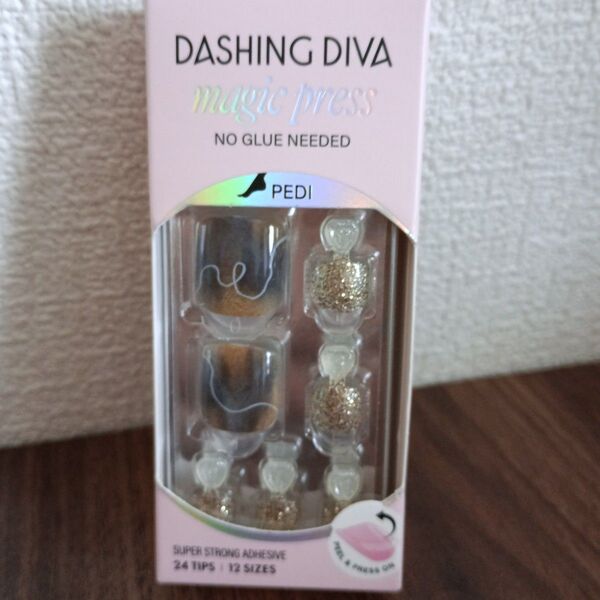 DASHING DIVA
magic press
NO GLUE NEEDED
PEDI
SUPER STRONG ADHESIVE
24 TIPS | 12 SIZES
PEEL & PRESS ON